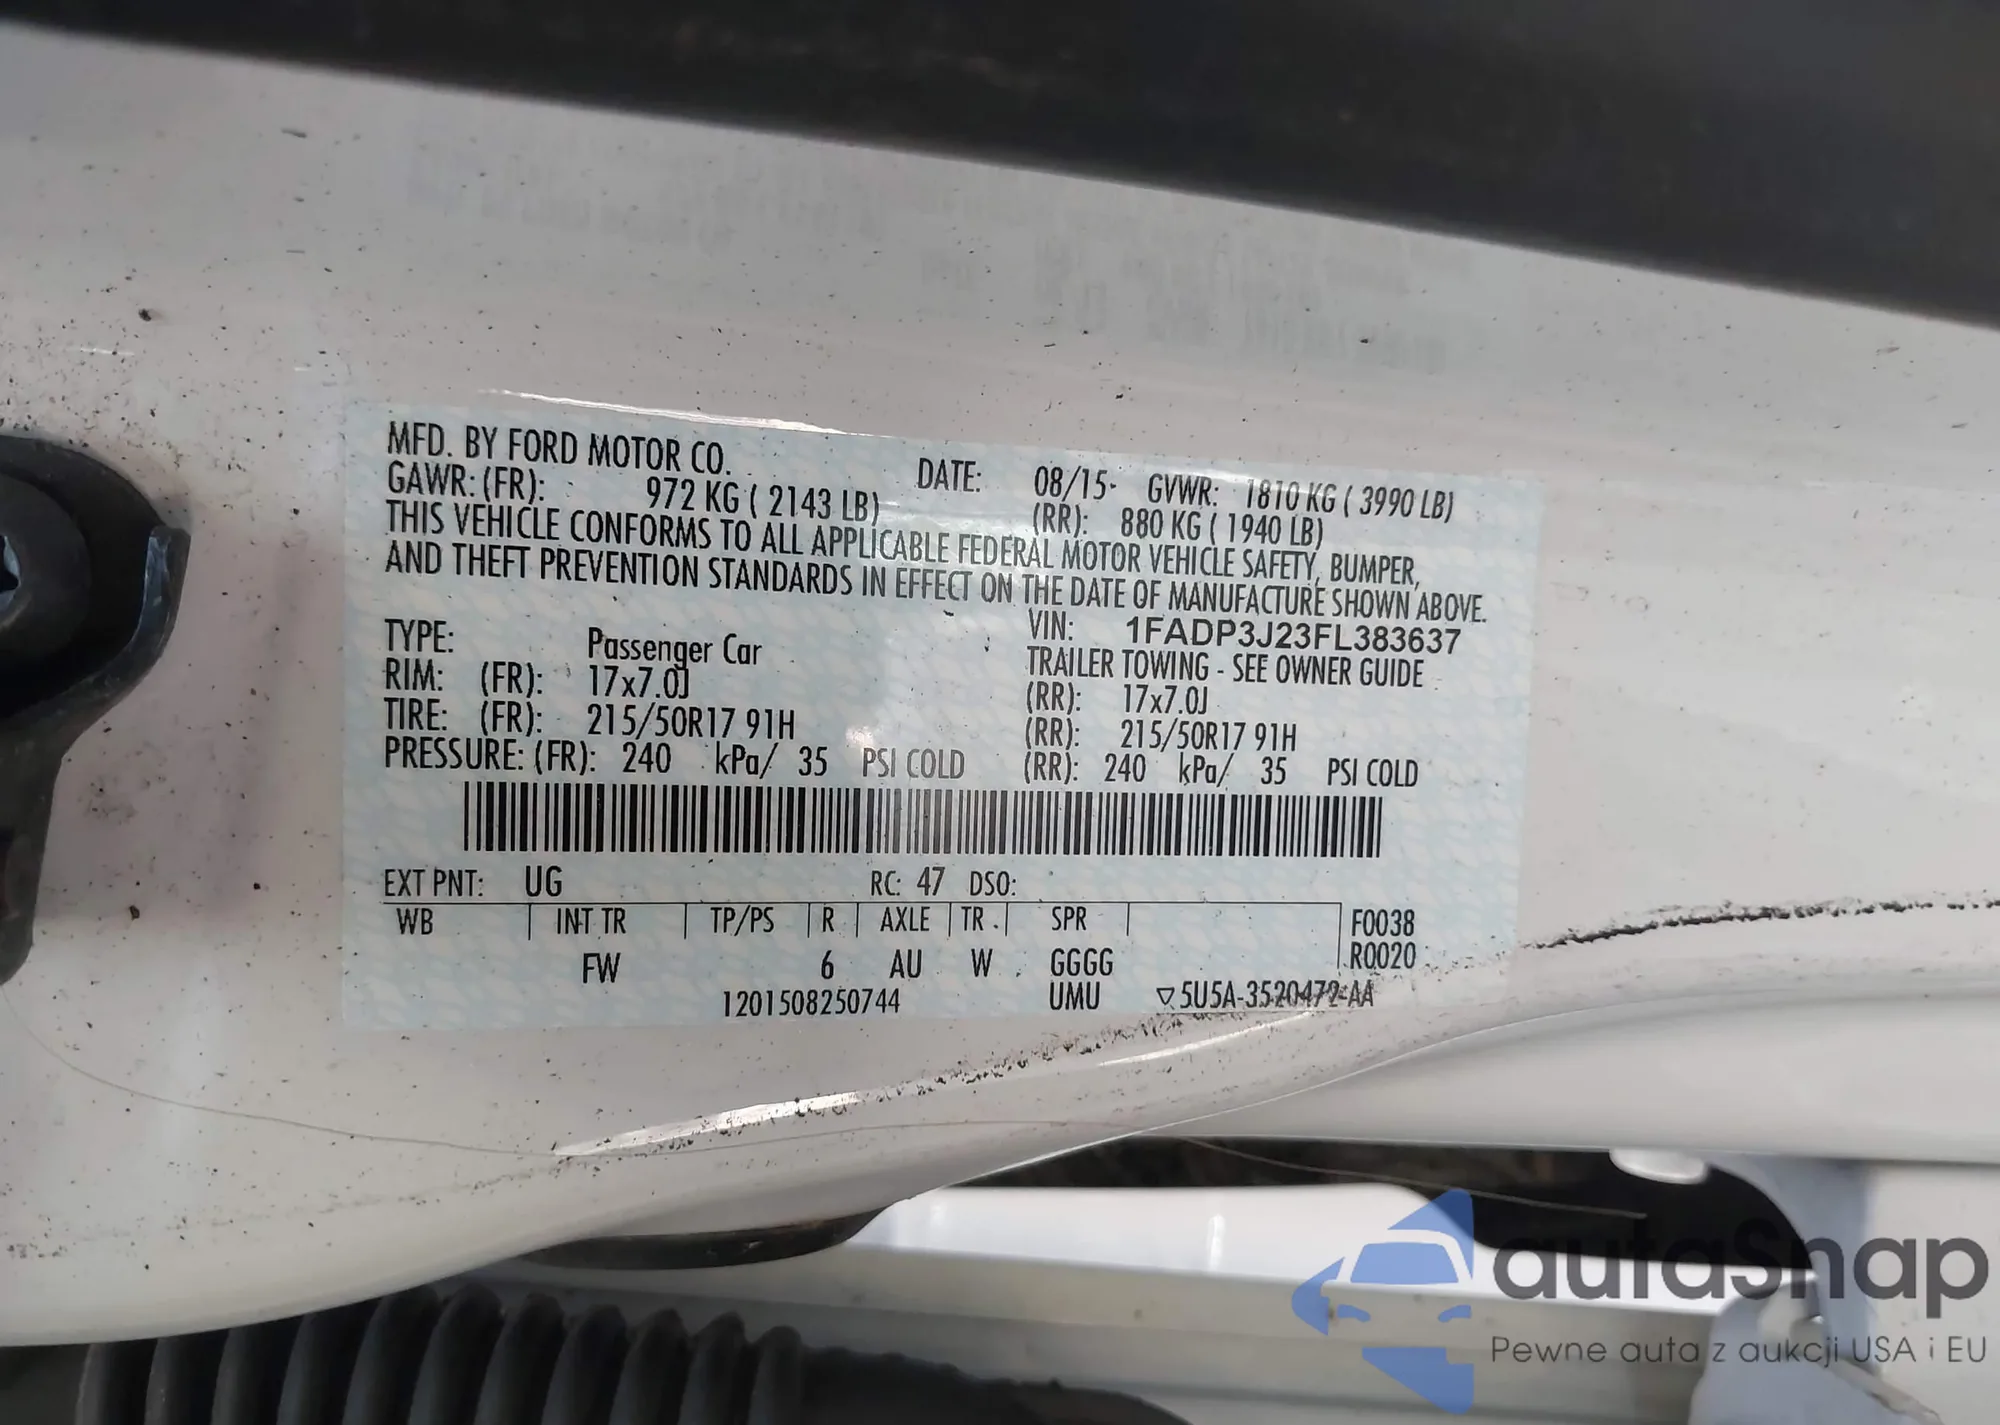 MFD. BY FORD MOTOR CO.
DATE: 08/15 GVWR: 1810 KG ( 3990 LB)
GAWR: (FR): 972 KG ( 2143 LB) (RR): 880 KG ( 1940 LB)
THIS VEHICLE CONFORMS TO ALL APPLICABLE FEDERAL MOTOR VEHICLE SAFETY, BUMPER,
AND THEFT PREVENTION STANDARDS IN EFFECT ON THE DATE OF MANUFACTURE SHOWN ABOVE.
VIN: 1FADP3J23FL383637
TYPE: Passenger Car TRAILER TOWING - SEE OWNER GUIDE
RIM: (FR): 17x7.0J (RR): 17x7.0J
TIRE: (FR): 215/50R17 91H (RR): 215/50R17 91H
PRESSURE: (FR): 240 kPa/ 35 PSI COLD (RR): 240 kPa/ 35 PSI COLD
EXT PNT: UG RC: 47 DSO:
WB INT TR TP/PS R AXLE TR SPR F0038
FW 6 AU W GGGG R0020
1201508250744 UMU ▽5U5A-3520472-AA
autaSnap
Pewne auta z aukcji USA i EU